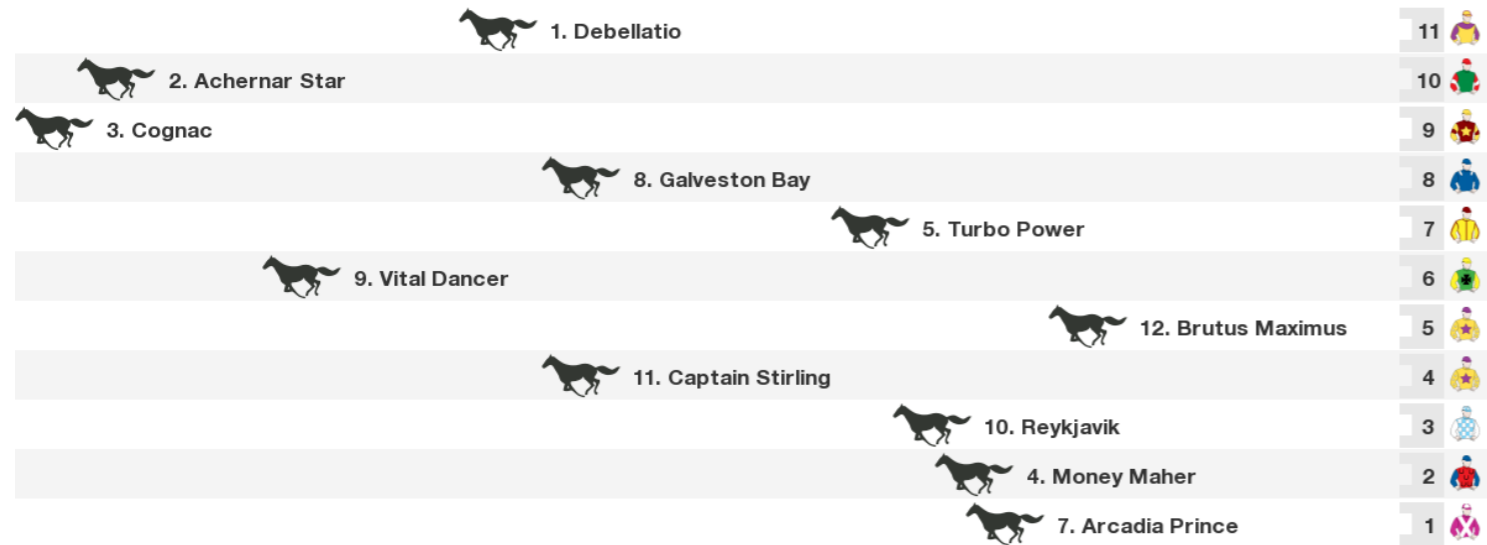 1. Debellatio 11
2. Achernar Star 10
3. Cognac 9
8. Galveston Bay 8
5. Turbo Power 7
9. Vital Dancer 6
12. Brutus Maximus 5
11. Captain Stirling 4
10. Reykjavik 3
4. Money Maher 2
7. Arcadia Prince 1